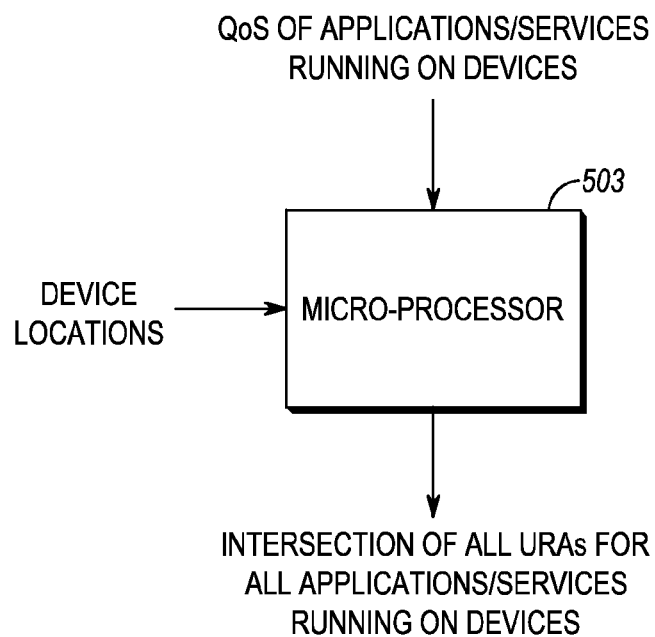 QoS OF APPLICATIONS/SERVICES
RUNNING ON DEVICES
503
DEVICE
LOCATIONS
MICRO-PROCESSOR
INTERSECTION OF ALL URAs FOR
ALL APPLICATIONS/SERVICES
RUNNING ON DEVICES